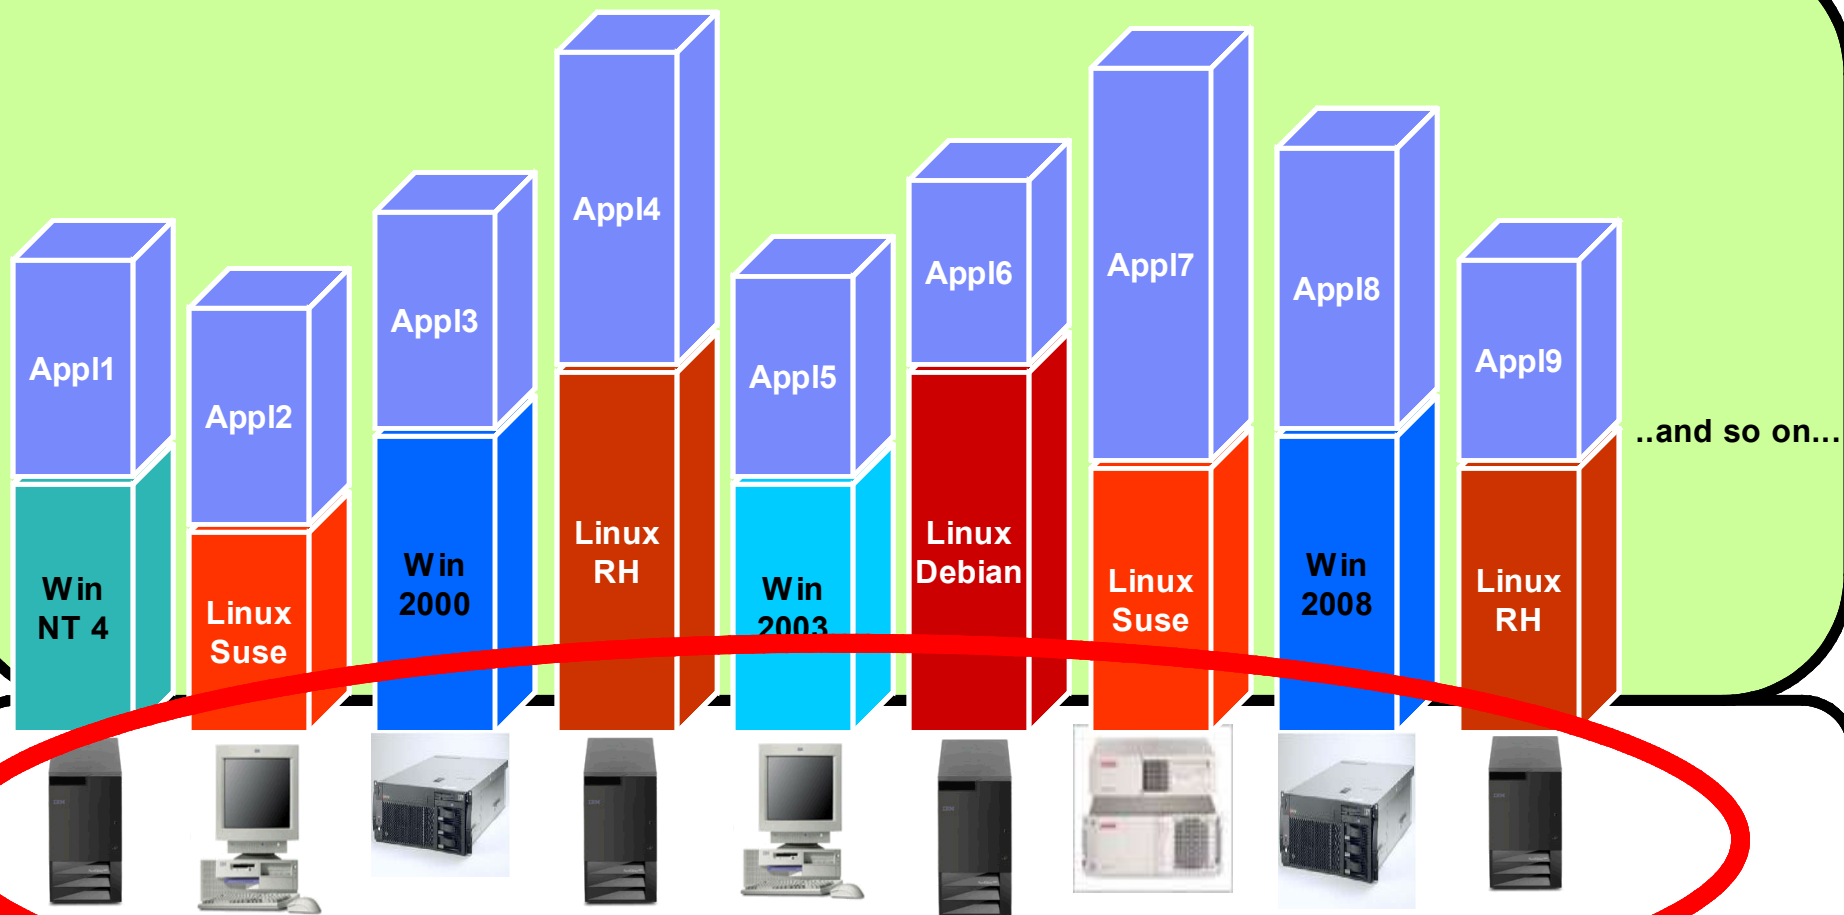 Appl1
Appl2
Appl3
Appl4
Appl5
Appl6
Appl7
Appl8
Appl9
..and so on...
Win
NT 4
Linux
Suse
Win
2000
Linux
RH
Win
2003
Linux
Debian
Linux
Suse
Win
2008
Linux
RH